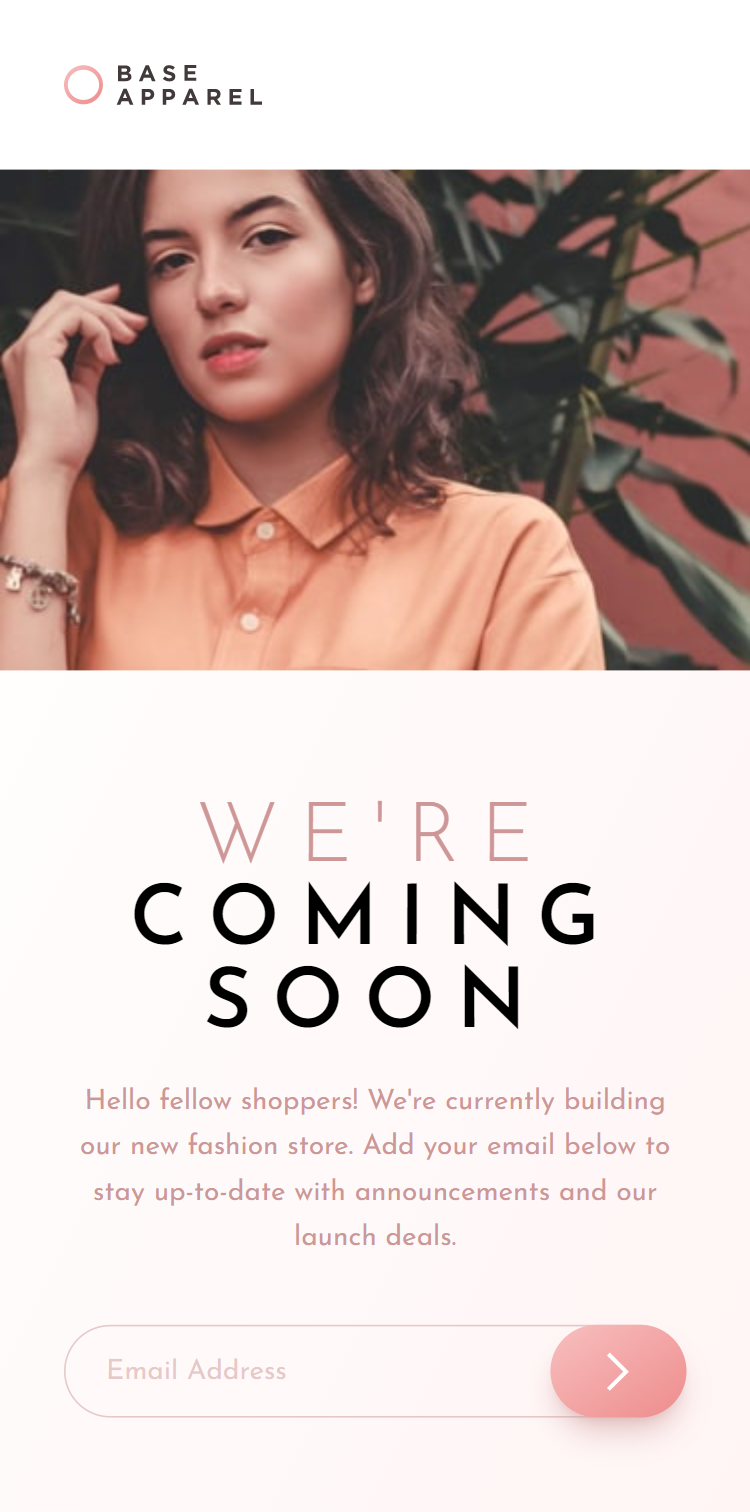 BASE
APPAREL
WE'RE
COMING
SOON
Hello fellow shoppers! We're currently building
our new fashion store. Add your email below to
stay up-to-date with announcements and our
launch deals.
Email Address